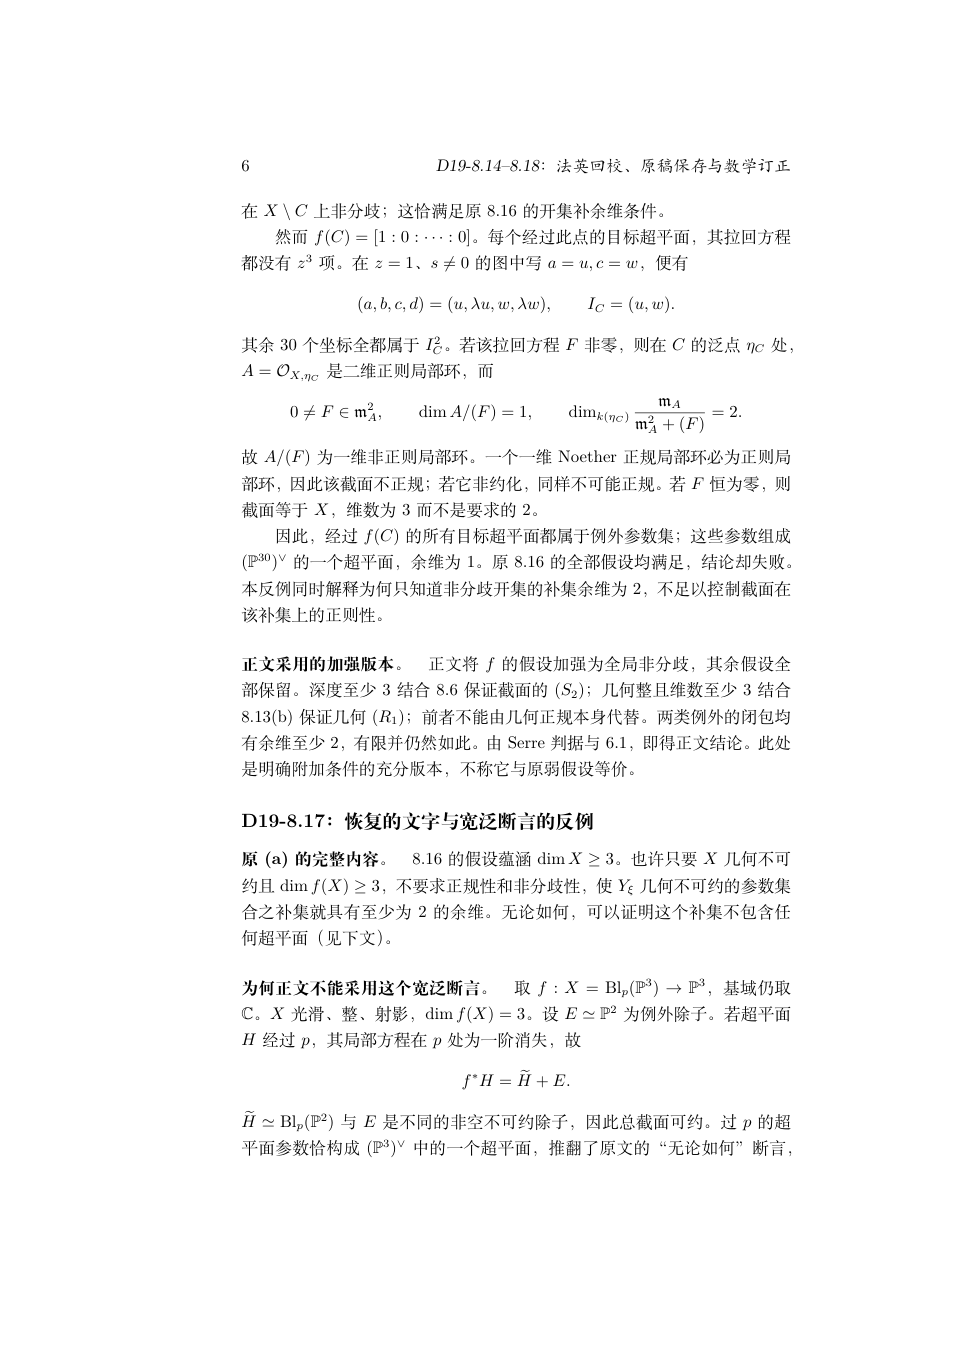 6 D19-8.14–8.18：法英回校、原稿保存与数学订正
在 X \ C 上非分歧；这恰满足原 8.16 的开集补余维条件。
然而 f(C) = [1 : 0 : ⋯ : 0]。每个经过此点的目标超平面，其拉回方程
都没有 z³ 项。在 z = 1、s ≠ 0 的图中写 a = u, c = w，便有
(a, b, c, d) = (u, λu, w, λw), I_C = (u, w).
其余 30 个坐标全都属于 I_C²。若该拉回方程 F 非零，则在 C 的泛点 η_C 处，
A = 𝒪_{X,η_C} 是二维正则局部环，而
0 ≠ F ∈ 𝔪_A², dim A/(F) = 1, dim_{k(η_C)} 𝔪_A / (𝔪_A² + (F)) = 2.
故 A/(F) 为一维非正则局部环。一个一维 Noether 正规局部环必为正则局
部环，因此该截面不正规；若它非约化，同样不可能正规。若 F 恒为零，则
截面等于 X，维数为 3 而不是要求的 2。
因此，经过 f(C) 的所有目标超平面都属于例外参数集；这些参数组成
(ℙ³⁰)^∨ 的一个超平面，余维为 1。原 8.16 的全部假设均满足，结论却失败。
本反例同时解释为何只知道非分歧开集的补集余维为 2，不足以控制截面在
该补集上的正则性。
正文采用的加强版本。 正文将 f 的假设加强为全局非分歧，其余假设全
部保留。深度至少 3 结合 8.6 保证截面的 (S₂)；几何整且维数至少 3 结合
8.13(b) 保证几何 (R₁)；前者不能由几何正规本身代替。两类例外的闭包均
有余维至少 2，有限并仍然如此。由 Serre 判据与 6.1，即得正文结论。此处
是明确附加条件的充分版本，不称它与原弱假设等价。
D19-8.17：恢复的文字与宽泛断言的反例
原 (a) 的完整内容。 8.16 的假设蕴涵 dim X ≥ 3。也许只要 X 几何不可
约且 dim f(X) ≥ 3，不要求正规性和非分歧性，使 Y_ξ 几何不可约的参数集
合之补集就具有至少为 2 的余维。无论如何，可以证明这个补集不包含任
何超平面（见下文）。
为何正文不能采用这个宽泛断言。 取 f : X = Bl_p(ℙ³) → ℙ³，基域仍取
ℂ。X 光滑、整、射影，dim f(X) = 3。设 E ≃ ℙ² 为例外除子。若超平面
H 经过 p，其局部方程在 p 处为一阶消失，故
f*H = H̃ + E.
H̃ ≃ Bl_p(ℙ²) 与 E 是不同的非空不可约除子，因此总截面可约。过 p 的超
平面参数恰构成 (ℙ³)^∨ 中的一个超平面，推翻了原文的“无论如何”断言，